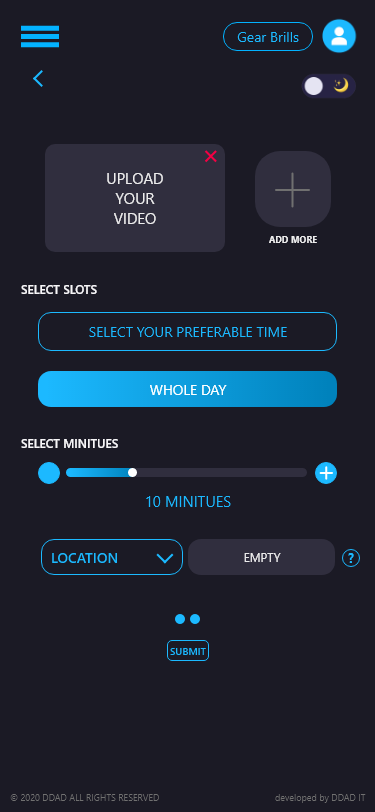 Gear Brills
UPLOAD
YOUR
VIDEO
ADD MORE
SELECT SLOTS
SELECT YOUR PREFERABLE TIME
WHOLE DAY
SELECT MINITUES
10 MINITUES
LOCATION
EMPTY
?
SUBMIT
© 2020 DDAD ALL RIGHTS RESERVED
developed by DDAD IT